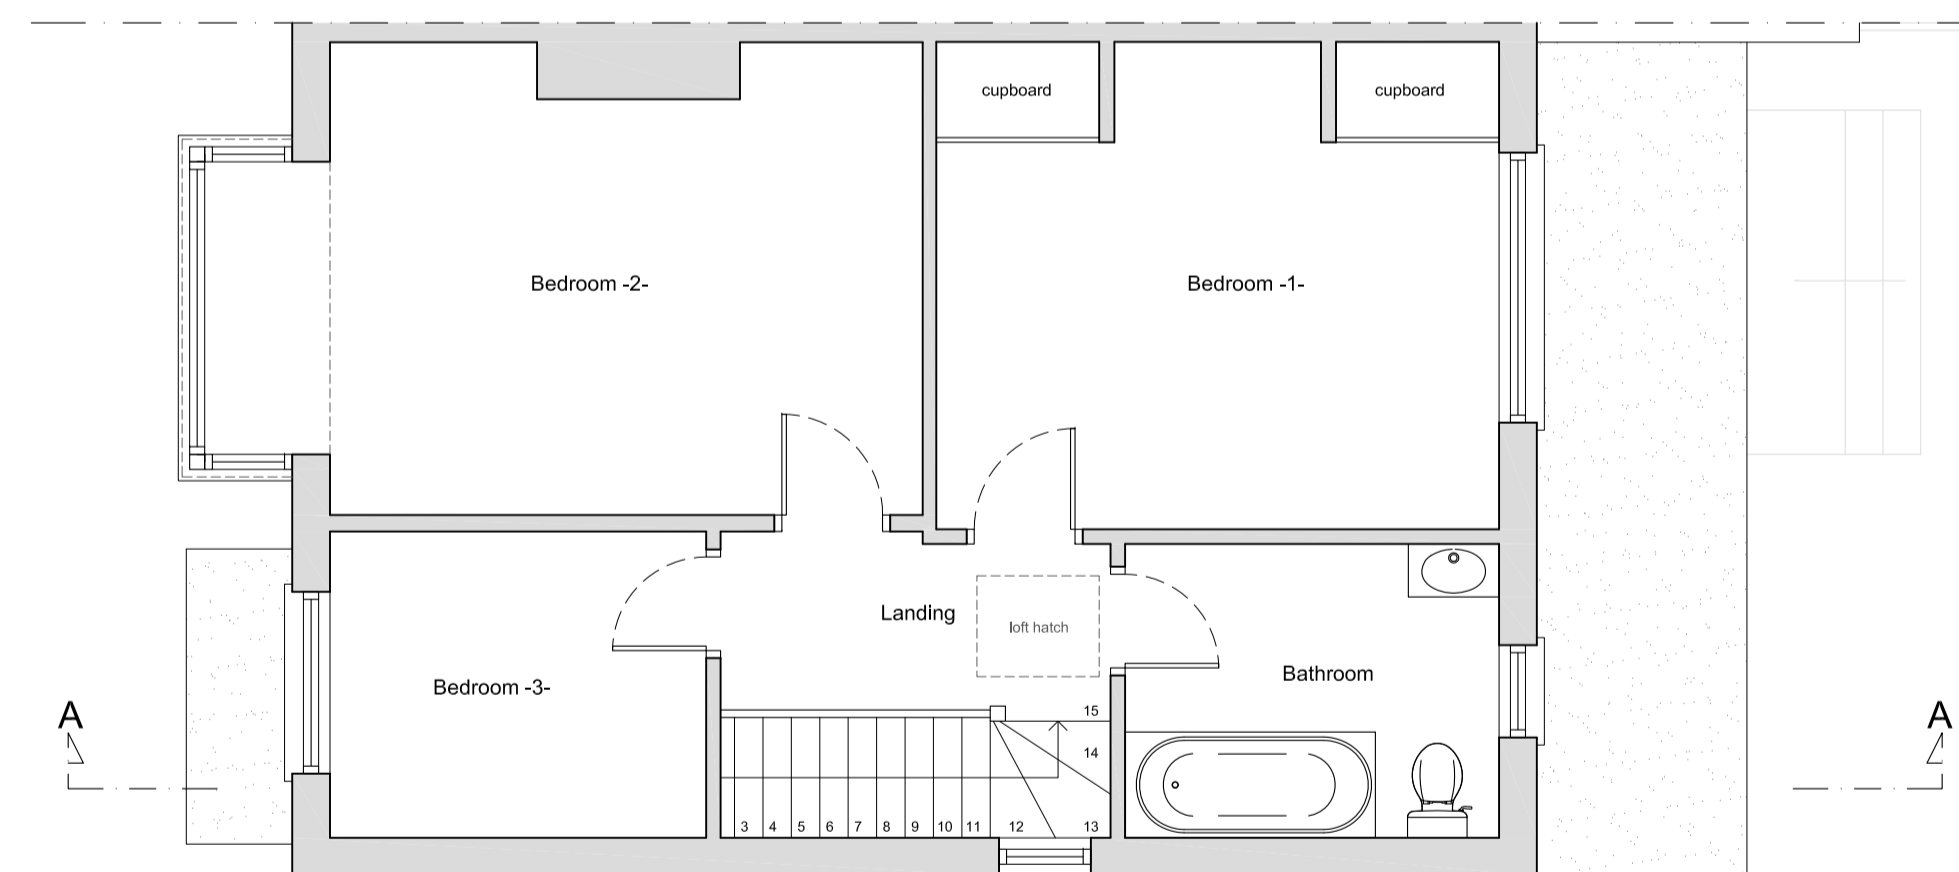 cupboard
cupboard
Bedroom -2-
Bedroom -1-
Landing
loft hatch
Bedroom -3-
Bathroom
A
A
15
14
3 4 5 6 7 8 9 10 11 12 13